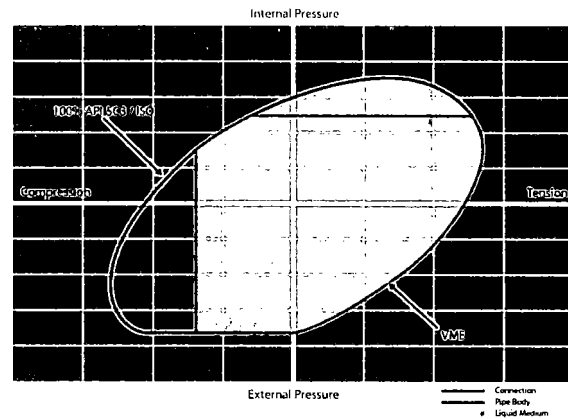 Internal Pressure
100% API 5C3 / ISO
Compression
Tension
VME
External Pressure
Connection
Pipe Body
Liquid Medium